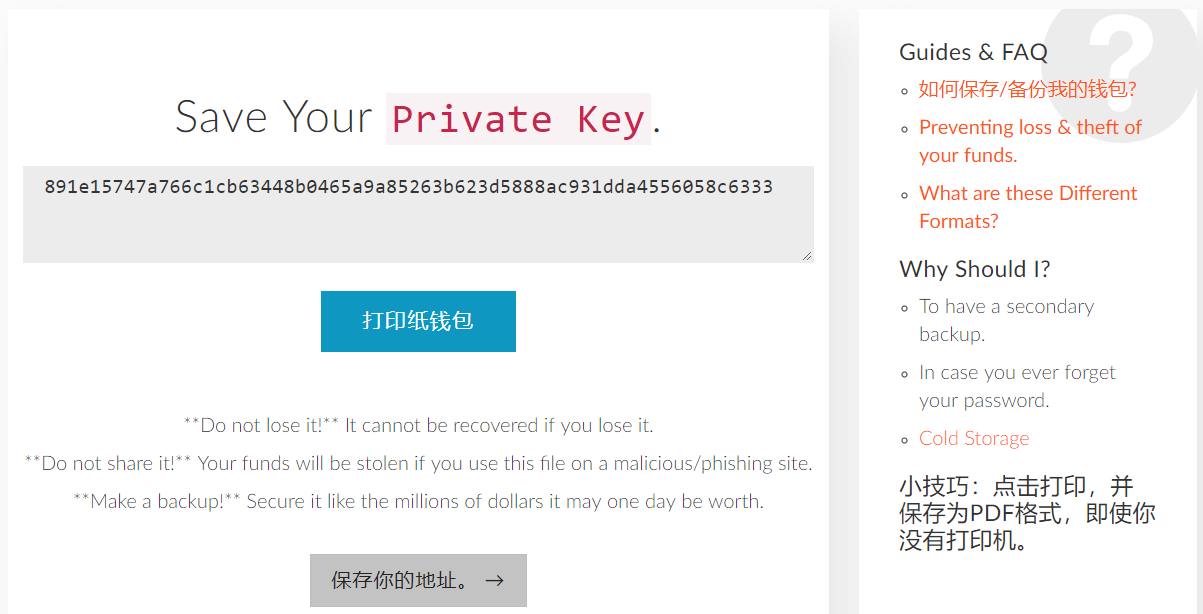 Save Your Private Key.
891e15747a766c1cb63448b0465a9a85263b623d5888ac931dda4556058c6333
打印纸钱包
**Do not lose it!** It cannot be recovered if you lose it.
**Do not share it!** Your funds will be stolen if you use this file on a malicious/phishing site.
**Make a backup!** Secure it like the millions of dollars it may one day be worth.
保存你的地址。 →
?
Guides & FAQ
如何保存/备份我的钱包?
Preventing loss & theft of
your funds.
What are these Different
Formats?
Why Should I?
To have a secondary
backup.
In case you ever forget
your password.
Cold Storage
小技巧：点击打印，并
保存为PDF格式，即使你
没有打印机。